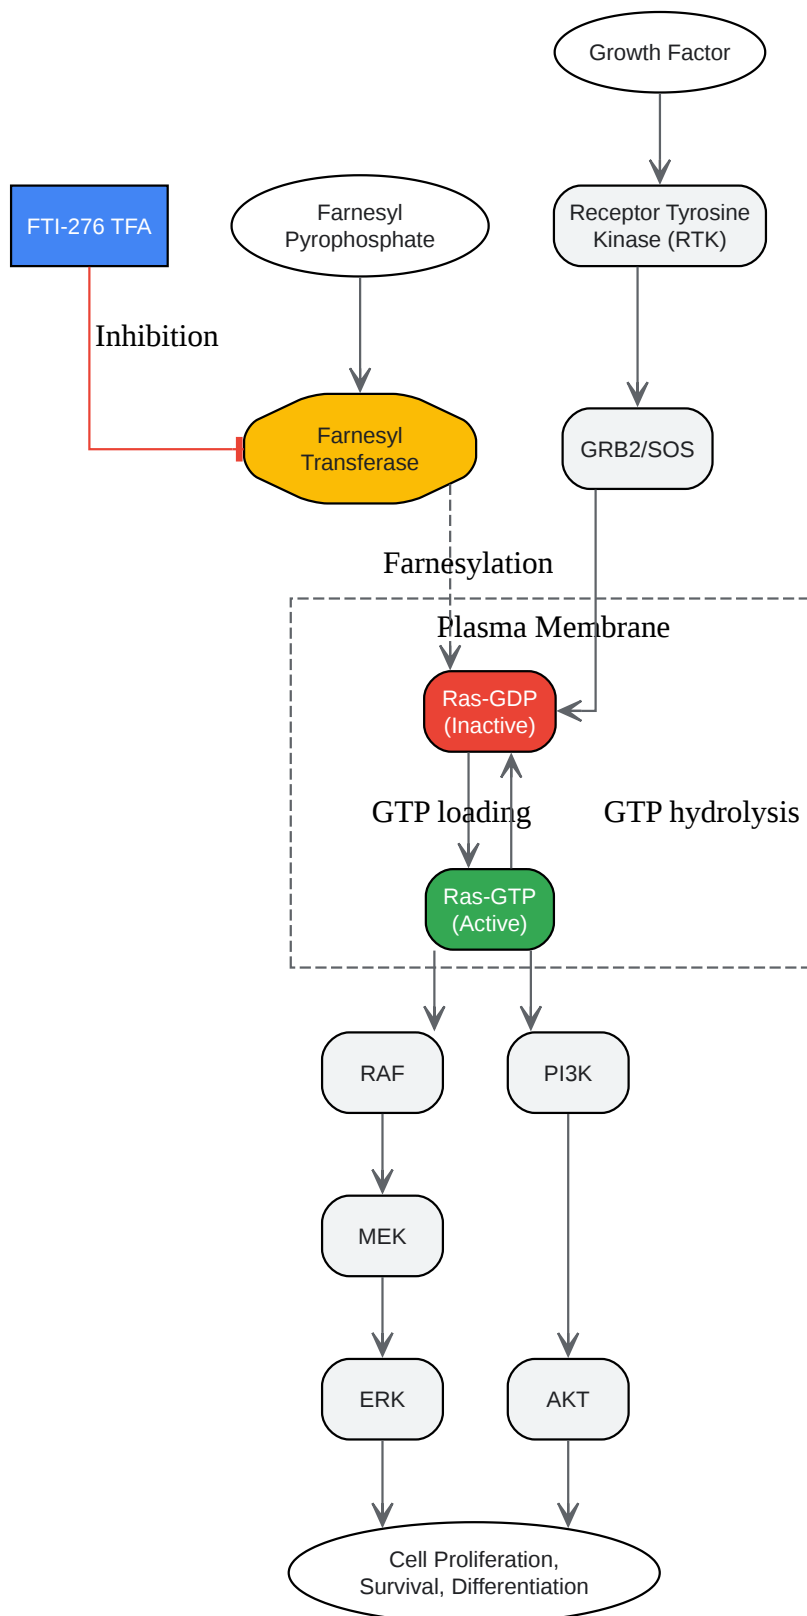 Growth Factor
FTI-276 TFA
Farnesyl
Pyrophosphate
Receptor Tyrosine
Kinase (RTK)
Inhibition
Farnesyl
Transferase
GRB2/SOS
Farnesylation
Plasma Membrane
Ras-GDP
(Inactive)
GTP loading
GTP hydrolysis
Ras-GTP
(Active)
RAF
PI3K
MEK
ERK
AKT
Cell Proliferation,
Survival, Differentiation